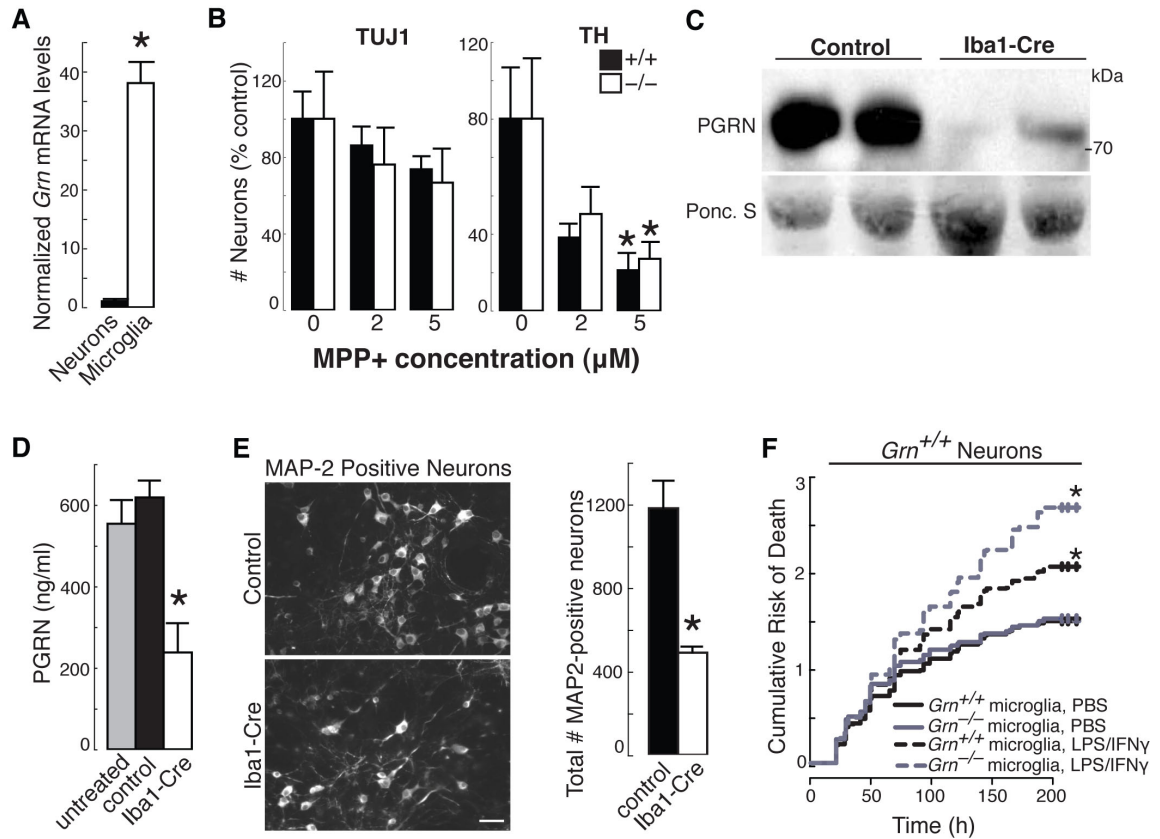 A
Normalized Grn mRNA levels
40
30
20
10
0
*
Neurons
Microglia
B
TUJ1
TH
+/+
–/–
# Neurons (% control)
120
80
40
0
120
80
40
0
* *
0 2 5
0 2 5
MPP+ concentration (µM)
C
Control Iba1-Cre
kDa
PGRN
–70
Ponc. S
D
PGRN (ng/ml)
600
400
200
0
*
untreated
control
Iba1-Cre
E
MAP-2 Positive Neurons
Control
Iba1-Cre
Total # MAP2-positive neurons
1200
800
400
0
*
control
Iba1-Cre
F
Grn+/+ Neurons
Cumulative Risk of Death
3
2
1
0
*
*
Grn+/+ microglia, PBS
Grn–/– microglia, PBS
Grn+/+ microglia, LPS/IFNγ
Grn–/– microglia, LPS/IFNγ
0 50 100 150 200
Time (h)